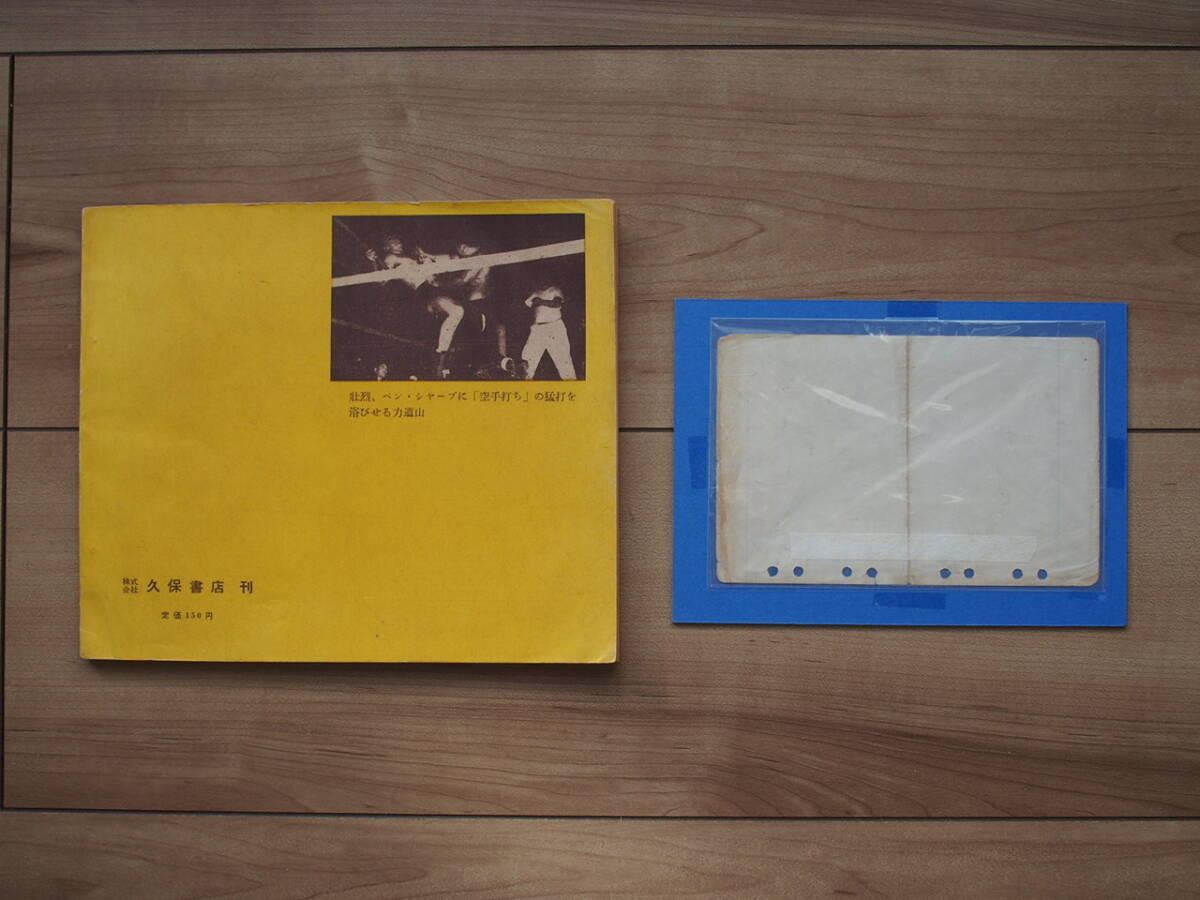 壯烈、ベン・シャープに「空手打ち」の猛打を
浴びせる力道山
株式会社 久保書店 刊
定価150円